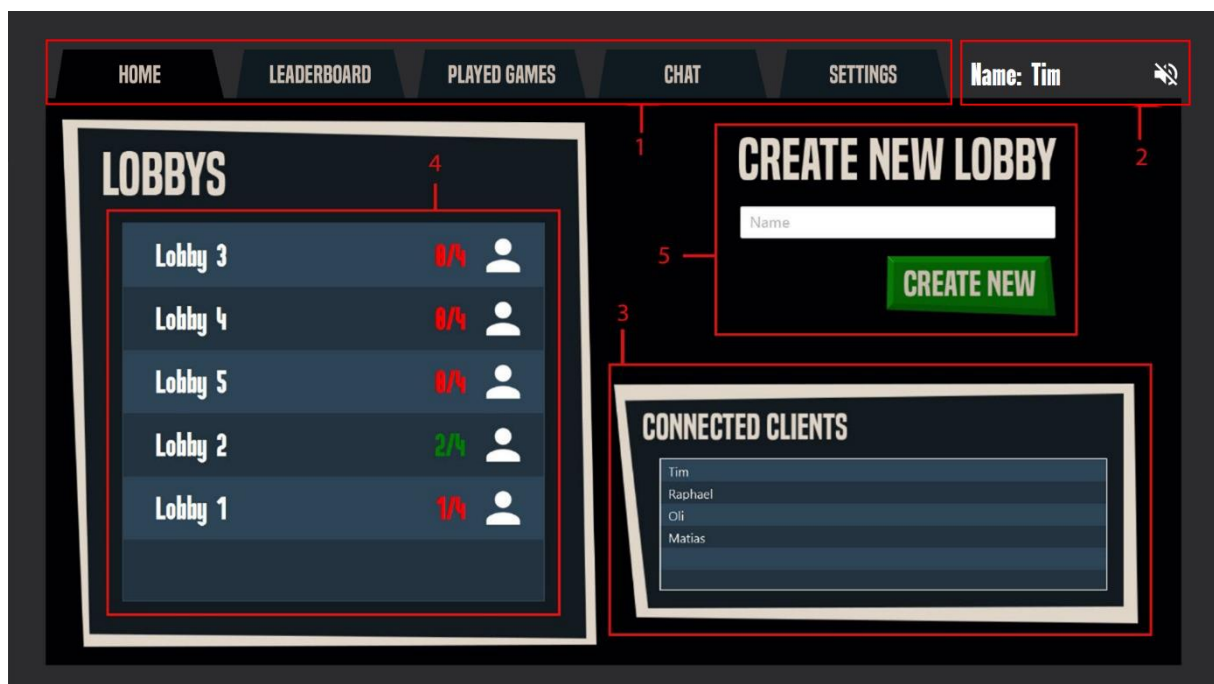 HOME LEADERBOARD PLAYED GAMES CHAT SETTINGS Name: Tim
1
2
LOBBYS
4
Lobby 3 0/4
Lobby 4 0/4
Lobby 5 0/4
Lobby 2 2/4
Lobby 1 1/4
CREATE NEW LOBBY
Name
5
CREATE NEW
3
CONNECTED CLIENTS
Tim
Raphael
Oli
Matias